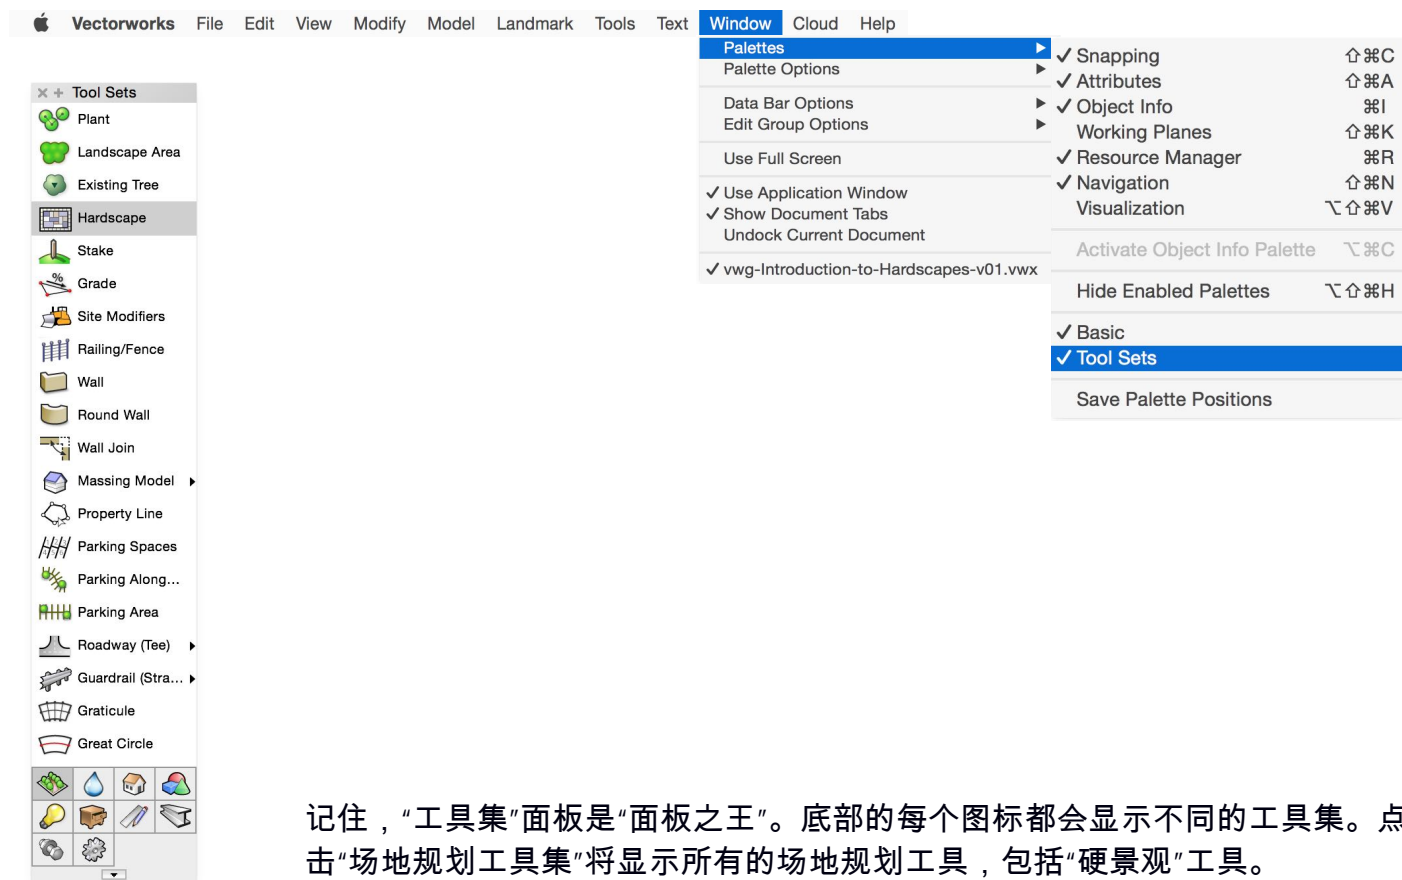 Vectorworks File Edit View Modify Model Landmark Tools Text Window Cloud Help
Palettes
Palette Options
Data Bar Options
Edit Group Options
Use Full Screen
✓ Use Application Window
✓ Show Document Tabs
Undock Current Document
✓ vwg-Introduction-to-Hardscapes-v01.vwx
✓ Snapping ⇧⌘C
✓ Attributes ⇧⌘A
✓ Object Info ⌘I
Working Planes ⇧⌘K
✓ Resource Manager ⌘R
✓ Navigation ⇧⌘N
Visualization ⌥⇧⌘V
Activate Object Info Palette ⌥⌘C
Hide Enabled Palettes ⌥⇧⌘H
✓ Basic
✓ Tool Sets
Save Palette Positions
Tool Sets
Plant
Landscape Area
Existing Tree
Hardscape
Stake
Grade
Site Modifiers
Railing/Fence
Wall
Round Wall
Wall Join
Massing Model
Property Line
Parking Spaces
Parking Along...
Parking Area
Roadway (Tee)
Guardrail (Stra...
Graticule
Great Circle
记住，“工具集”面板是“面板之王”。底部的每个图标都会显示不同的工具集。点
击“场地规划工具集”将显示所有的场地规划工具，包括“硬景观”工具。